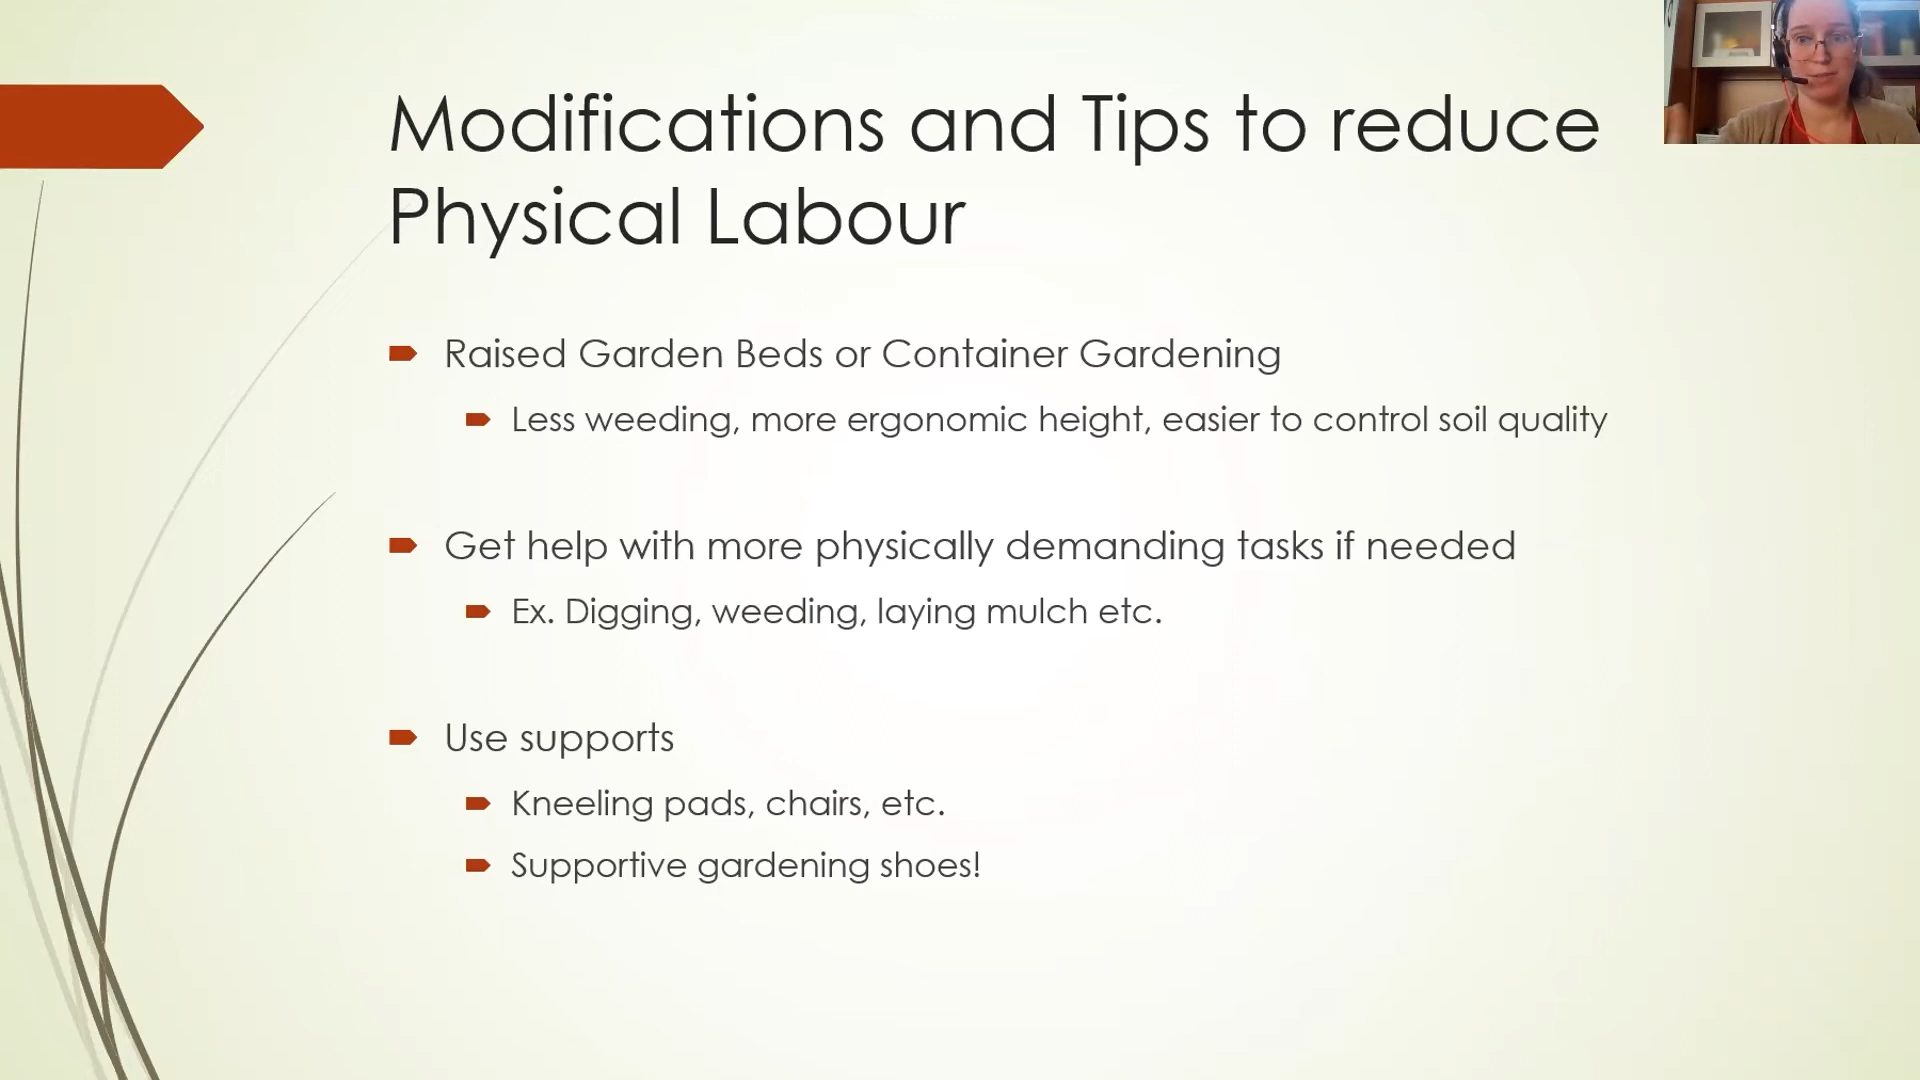 Modifications and Tips to reduce
Physical Labour
Raised Garden Beds or Container Gardening
Less weeding, more ergonomic height, easier to control soil quality
Get help with more physically demanding tasks if needed
Ex. Digging, weeding, laying mulch etc.
Use supports
Kneeling pads, chairs, etc.
Supportive gardening shoes!